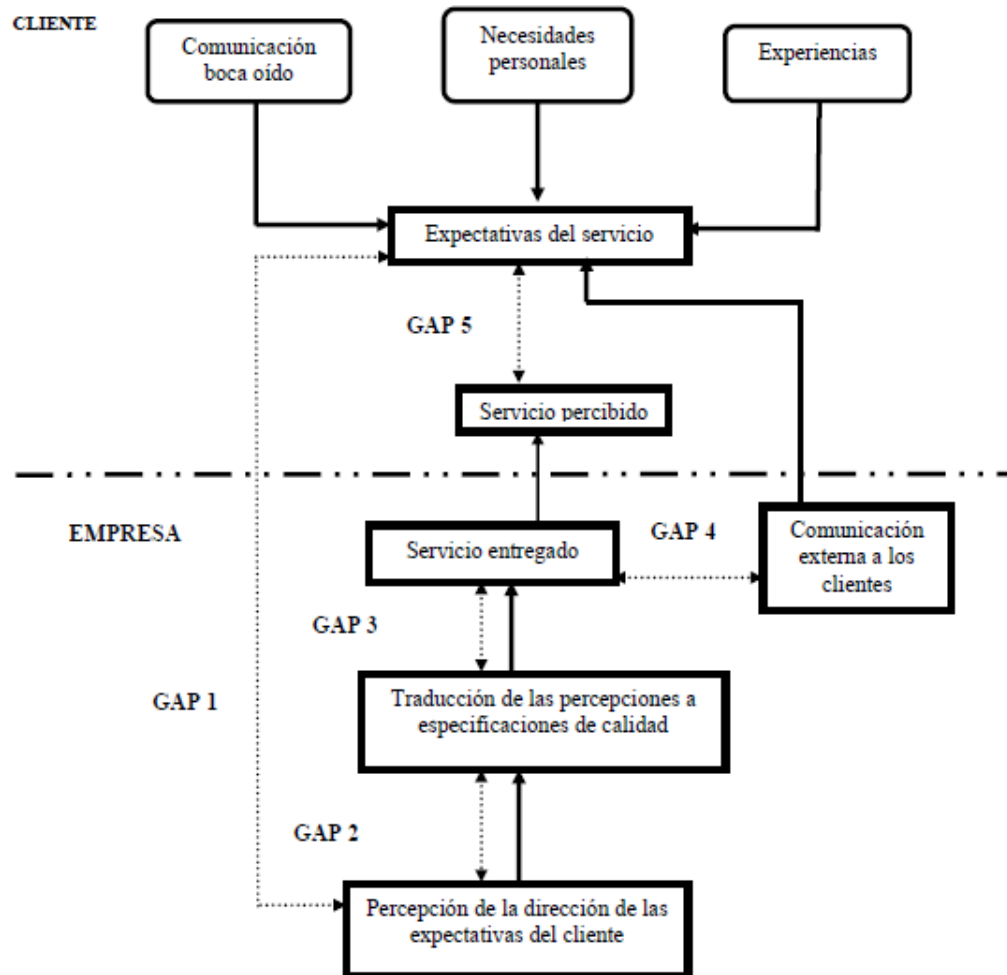 CLIENTE
Comunicación
boca oído
Necesidades
personales
Experiencias
Expectativas del servicio
GAP 5
Servicio percibido
EMPRESA
Servicio entregado
GAP 4
Comunicación
externa a los
clientes
GAP 3
Traducción de las percepciones a
especificaciones de calidad
GAP 1
GAP 2
Percepción de la dirección de las
expectativas del cliente